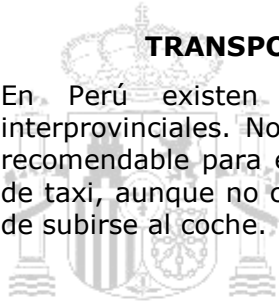 TRANSPO
En Perú existen
interprovinciales. No
recomendable para e
de taxi, aunque no c
de subirse al coche.